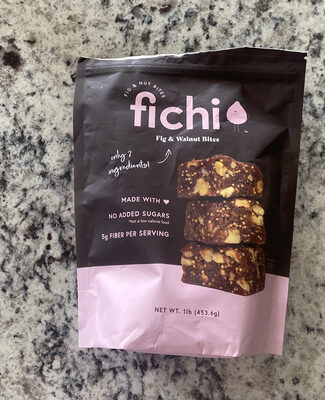 FIG & NUT BITES
fichi
Fig & Walnut Bites
only 2
ingredients!
MADE WITH ♥
NO ADDED SUGARS
*Not a low calorie food
5g FIBER PER SERVING
NET WT. 1lb (453.6g)